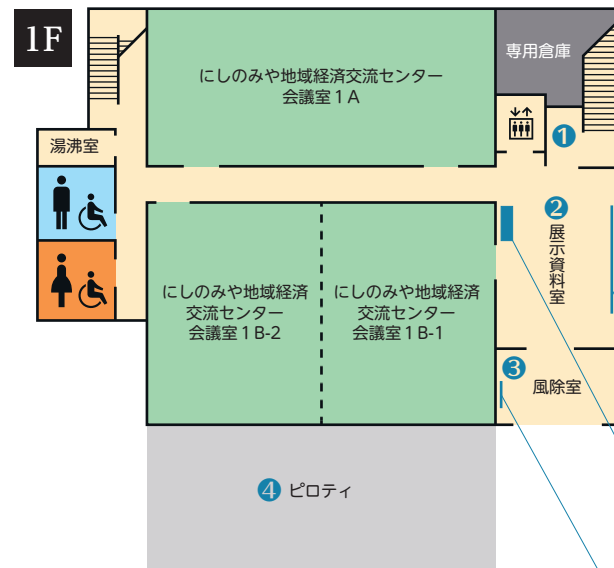 1F
にしのみや地域経済交流センター
会議室1A
専用倉庫
湯沸室
1
2
展示資料室
にしのみや地域経済
交流センター
会議室1B-2
にしのみや地域経済
交流センター
会議室1B-1
3
風除室
4 ピロティ